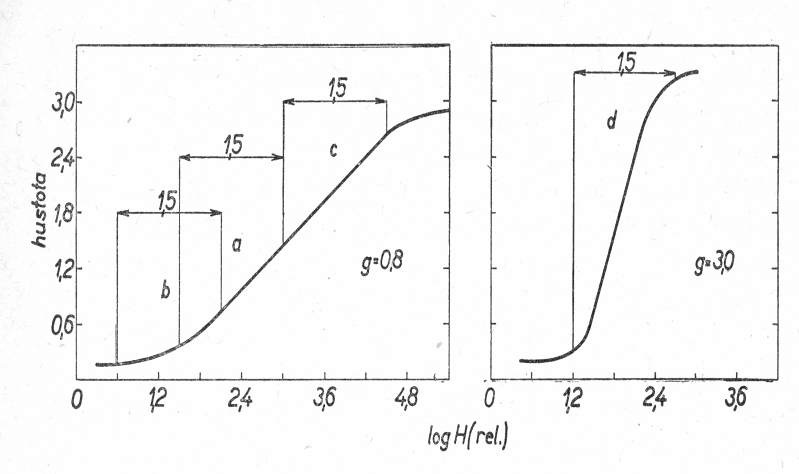 hustota
3,0
2,4
1,8
1,2
0,6
1,5
1,5
1,5
c
a
b
g=0,8
0
1,2
2,4
3,6
4,8
1,5
d
g=3,0
0
1,2
2,4
3,6
log H(rel.)